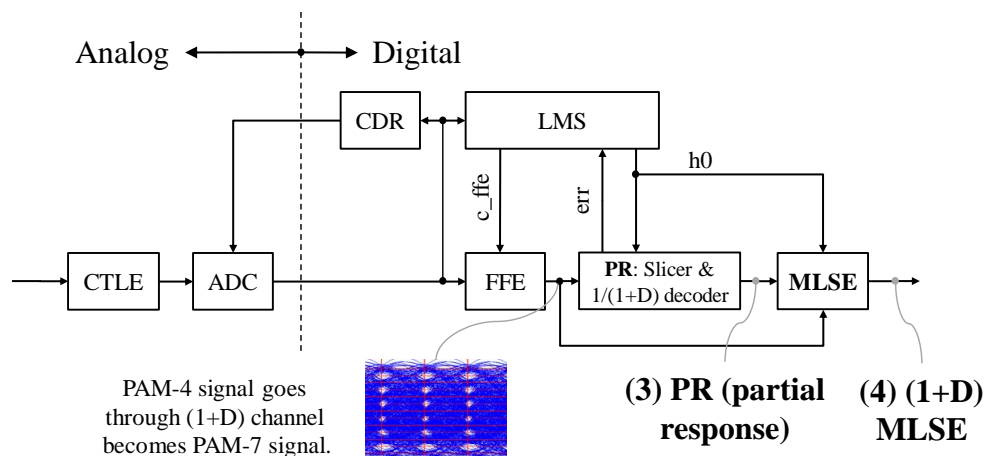 Analog
Digital
CDR
LMS
h0
c_ffe
err
CTLE
ADC
FFE
PR: Slicer &
1/(1+D) decoder
MLSE
PAM-4 signal goes
through (1+D) channel
becomes PAM-7 signal.
(3) PR (partial
response)
(4) (1+D)
MLSE